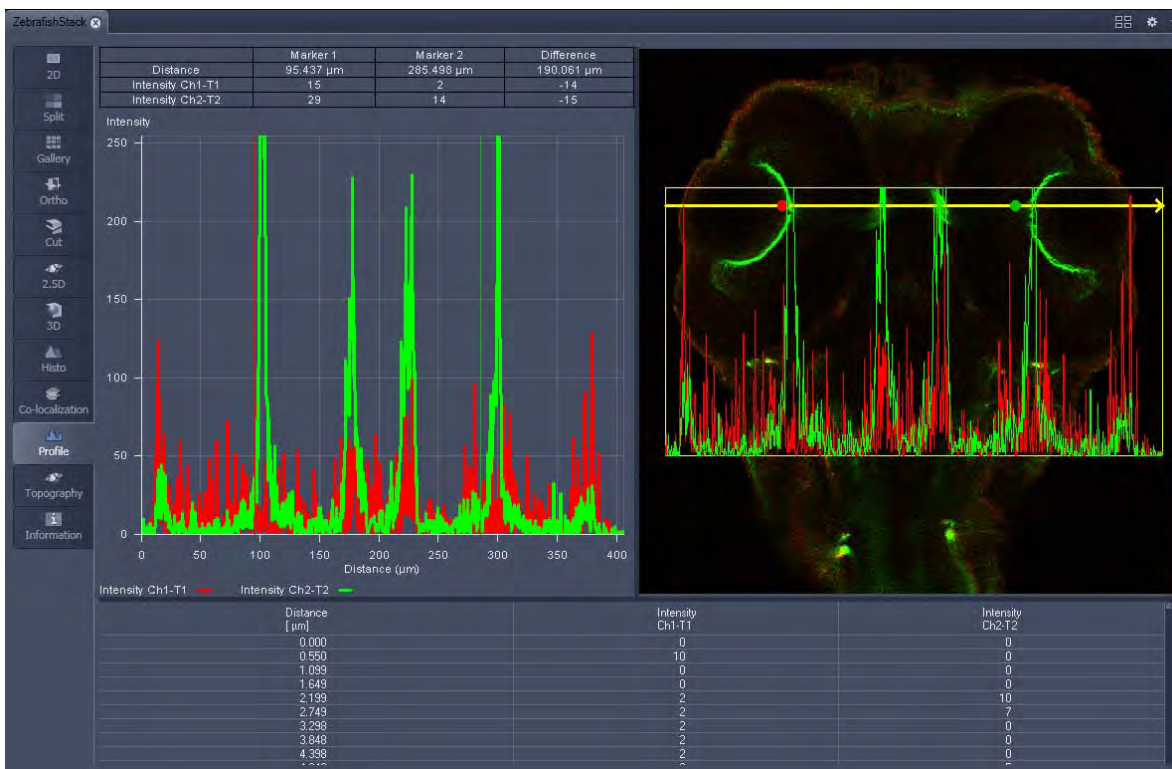 ZebrafishStack
2D
Split
Gallery
Ortho
Cut
2.5D
3D
Histo
Co-localization
Profile
Topography
Information
Marker 1 Marker 2 Difference
Distance 95.437 µm 285.498 µm 190.061 µm
Intensity Ch1-T1 15 2 -14
Intensity Ch2-T2 29 14 -15
Intensity
250
200
150
100
50
0
0 50 100 150 200 250 300 350 400
Distance (µm)
Intensity Ch1-T1 Intensity Ch2-T2
Distance Intensity Intensity
[ µm] Ch1-T1 Ch2-T2
0.000 0 0
0.550 10 0
1.099 0 0
1.649 0 0
2.199 2 10
2.749 2 7
3.298 2 0
3.848 2 0
4.398 2 0